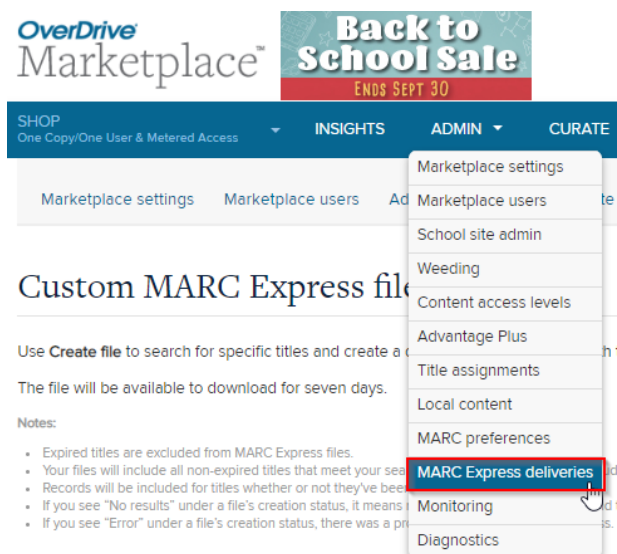 OverDrive
Marketplace™
Back to
School Sale
ENDS SEPT 30
SHOP
One Copy/One User & Metered Access
INSIGHTS
ADMIN
CURATE
Marketplace settings
Marketplace users
Ad
te
Marketplace settings
Marketplace users
School site admin
Weeding
Content access levels
Advantage Plus
Title assignments
Local content
MARC preferences
MARC Express deliveries
Monitoring
Diagnostics
Custom MARC Express file
Use Create file to search for specific titles and create a
The file will be available to download for seven days.
Notes:
Expired titles are excluded from MARC Express files.
Your files will include all non-expired titles that meet your sea
Records will be included for titles whether or not they've bee
If you see "No results" under a file's creation status, it means
If you see "Error" under a file's creation status, there was a pr